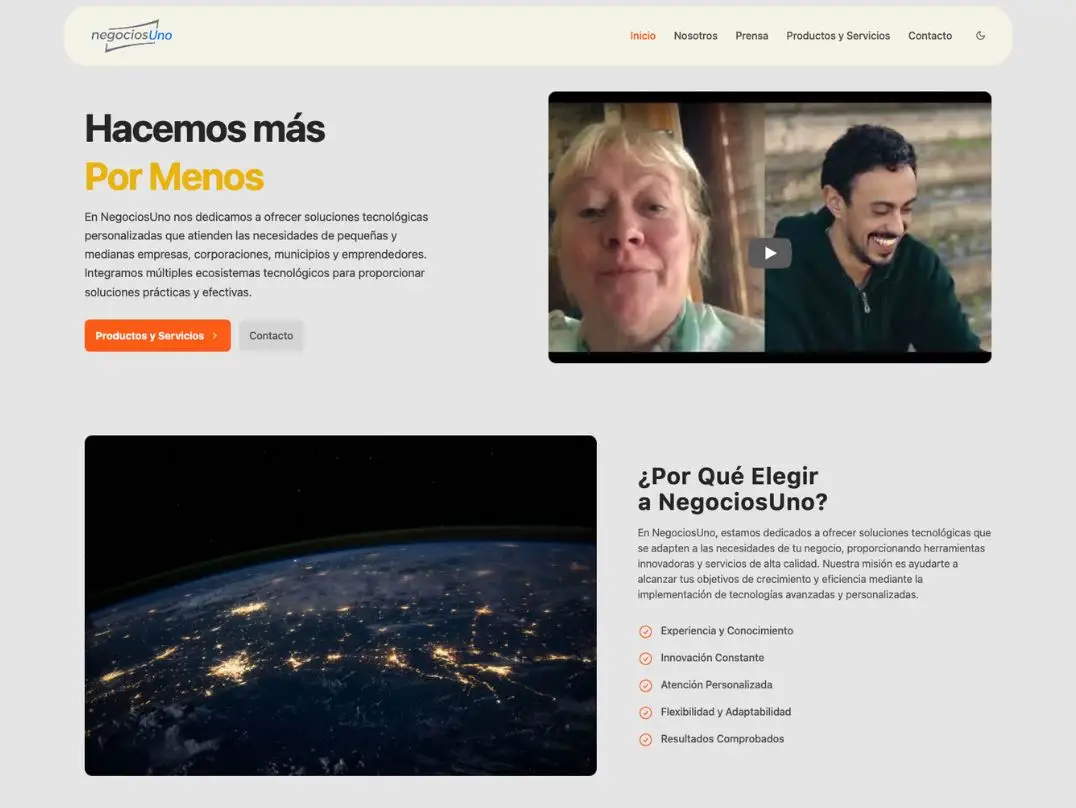 negociosUno
Inicio
Nosotros
Prensa
Productos y Servicios
Contacto
Hacemos más
Por Menos
En NegociosUno nos dedicamos a ofrecer soluciones tecnológicas
personalizadas que atienden las necesidades de pequeñas y
medianas empresas, corporaciones, municipios y emprendedores.
Integramos múltiples ecosistemas tecnológicos para proporcionar
soluciones prácticas y efectivas.
Productos y Servicios
Contacto
¿Por Qué Elegir
a NegociosUno?
En NegociosUno, estamos dedicados a ofrecer soluciones tecnológicas que
se adapten a las necesidades de tu negocio, proporcionando herramientas
innovadoras y servicios de alta calidad. Nuestra misión es ayudarte a
alcanzar tus objetivos de crecimiento y eficiencia mediante la
implementación de tecnologías avanzadas y personalizadas.
Experiencia y Conocimiento
Innovación Constante
Atención Personalizada
Flexibilidad y Adaptabilidad
Resultados Comprobados